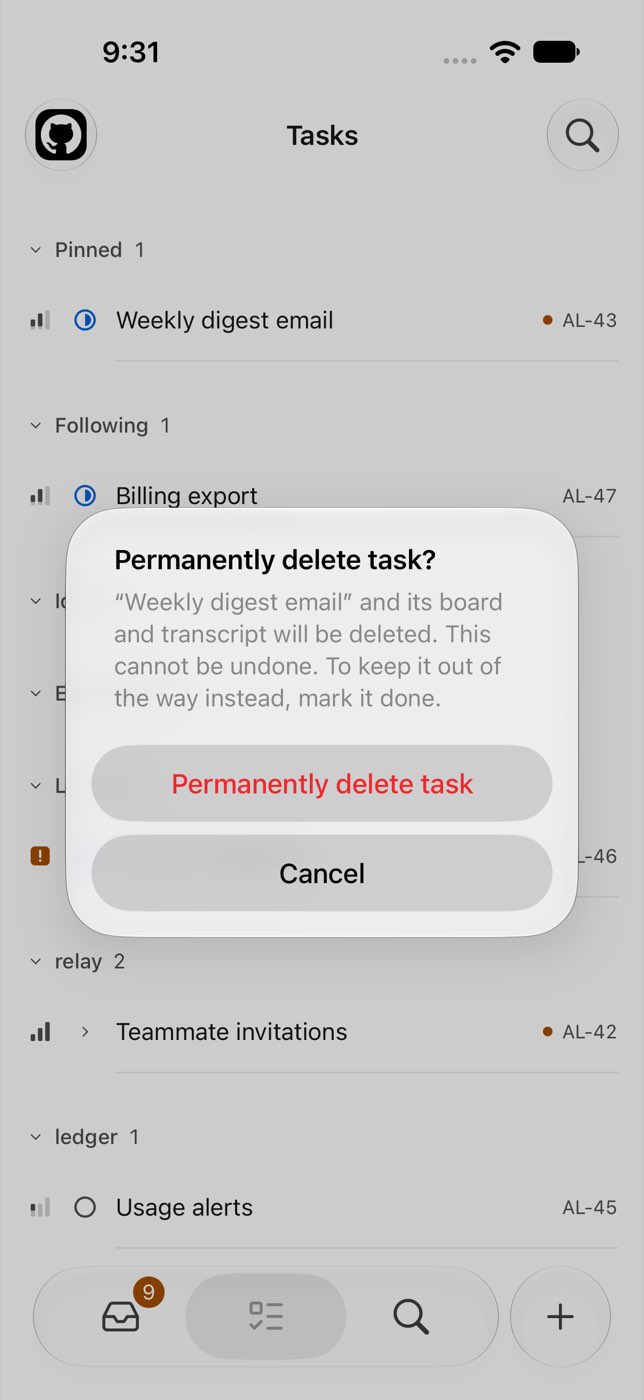 9:31
Tasks
Pinned 1
Weekly digest email AL-43
Following 1
Billing export AL-47
Permanently delete task?
“Weekly digest email” and its board
and transcript will be deleted. This
cannot be undone. To keep it out of
the way instead, mark it done.
Permanently delete task
Cancel
-46
relay 2
Teammate invitations AL-42
ledger 1
Usage alerts AL-45
9